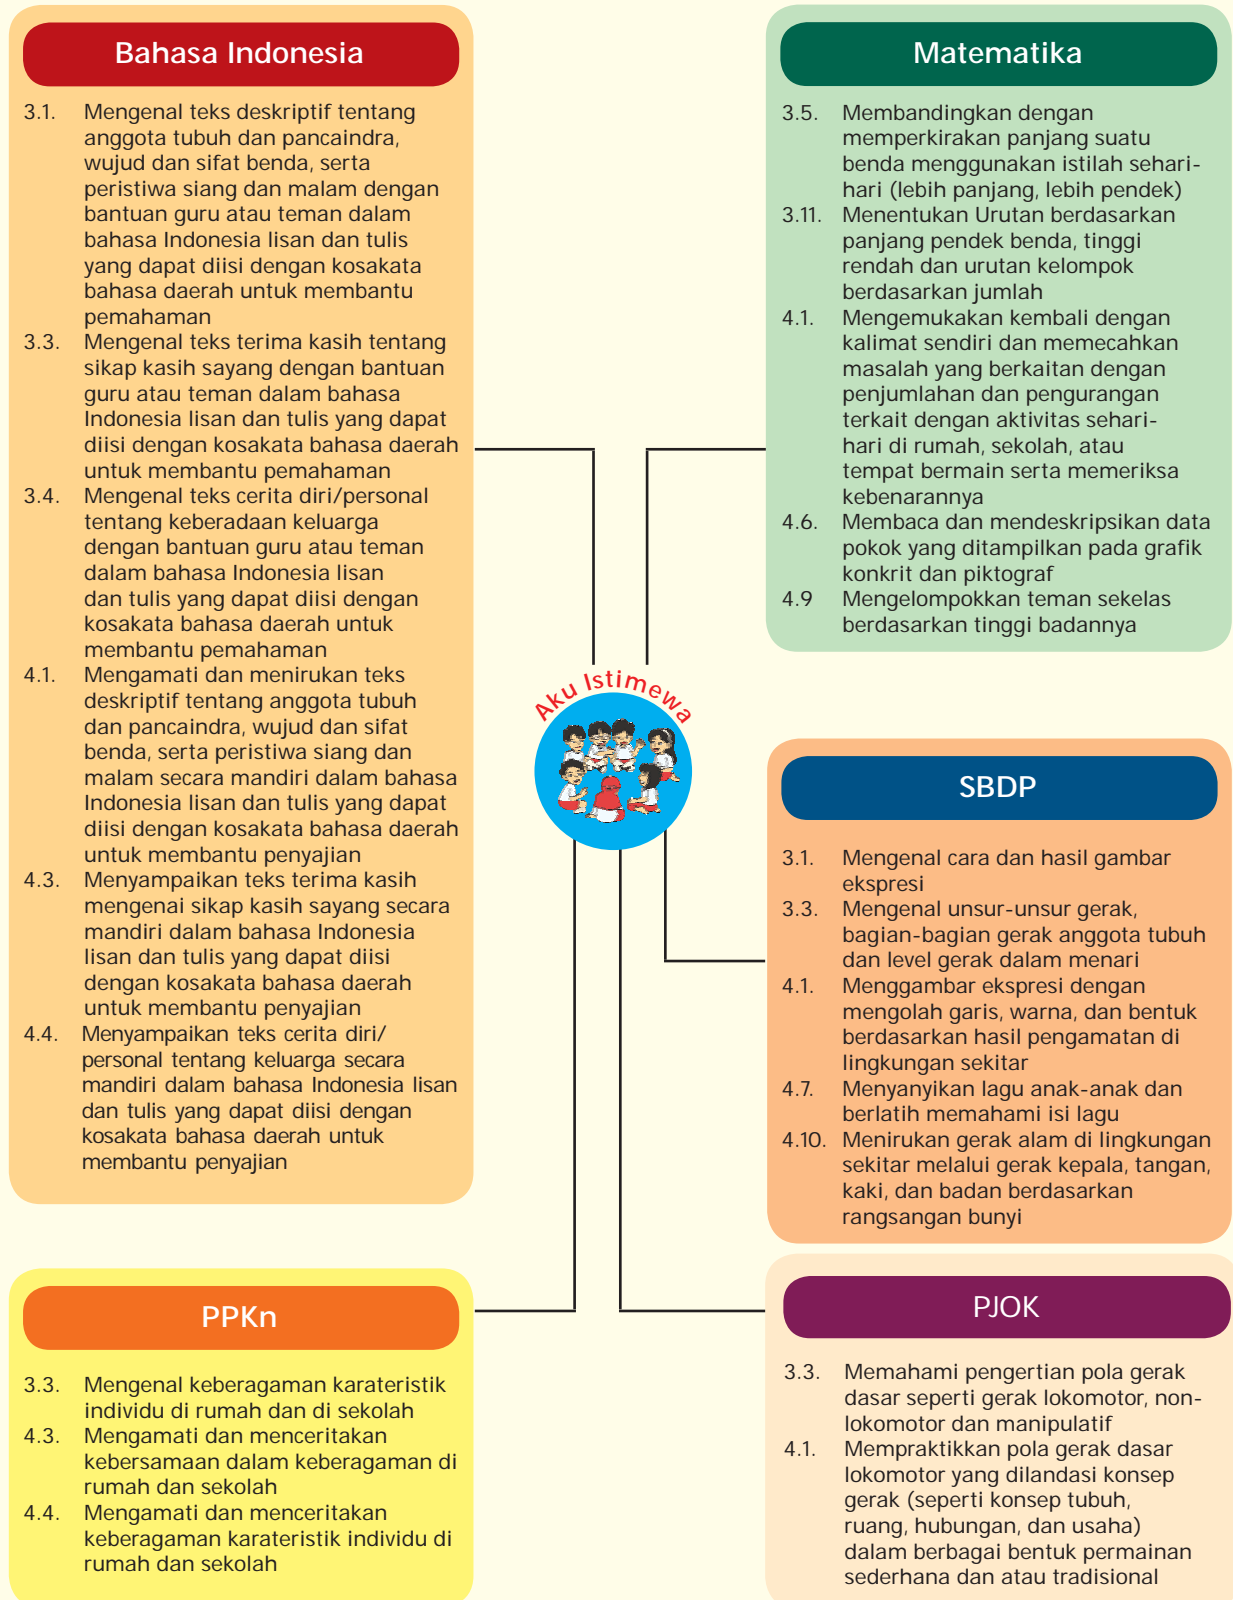 Bahasa Indonesia
3.1. Mengenal teks deskriptif tentang
anggota tubuh dan pancaindra,
wujud dan sifat benda, serta
peristiwa siang dan malam dengan
bantuan guru atau teman dalam
bahasa Indonesia lisan dan tulis
yang dapat diisi dengan kosakata
bahasa daerah untuk membantu
pemahaman
3.3. Mengenal teks terima kasih tentang
sikap kasih sayang dengan bantuan
guru atau teman dalam bahasa
Indonesia lisan dan tulis yang dapat
diisi dengan kosakata bahasa daerah
untuk membantu pemahaman
3.4. Mengenal teks cerita diri/personal
tentang keberadaan keluarga
dengan bantuan guru atau teman
dalam bahasa Indonesia lisan
dan tulis yang dapat diisi dengan
kosakata bahasa daerah untuk
membantu pemahaman
4.1. Mengamati dan menirukan teks
deskriptif tentang anggota tubuh
dan pancaindra, wujud dan sifat
benda, serta peristiwa siang dan
malam secara mandiri dalam bahasa
Indonesia lisan dan tulis yang dapat
diisi dengan kosakata bahasa daerah
untuk membantu penyajian
4.3. Menyampaikan teks terima kasih
mengenai sikap kasih sayang secara
mandiri dalam bahasa Indonesia
lisan dan tulis yang dapat diisi
dengan kosakata bahasa daerah
untuk membantu penyajian
4.4. Menyampaikan teks cerita diri/
personal tentang keluarga secara
mandiri dalam bahasa Indonesia lisan
dan tulis yang dapat diisi dengan
kosakata bahasa daerah untuk
membantu penyajian
Matematika
3.5. Membandingkan dengan
memperkirakan panjang suatu
benda menggunakan istilah sehari-
hari (lebih panjang, lebih pendek)
3.11. Menentukan Urutan berdasarkan
panjang pendek benda, tinggi
rendah dan urutan kelompok
berdasarkan jumlah
4.1. Mengemukakan kembali dengan
kalimat sendiri dan memecahkan
masalah yang berkaitan dengan
penjumlahan dan pengurangan
terkait dengan aktivitas sehari-
hari di rumah, sekolah, atau
tempat bermain serta memeriksa
kebenarannya
4.6. Membaca dan mendeskripsikan data
pokok yang ditampilkan pada grafik
konkrit dan piktograf
4.9 Mengelompokkan teman sekelas
berdasarkan tinggi badannya
Aku Istimewa
SBDP
3.1. Mengenal cara dan hasil gambar
ekspresi
3.3. Mengenal unsur-unsur gerak,
bagian-bagian gerak anggota tubuh
dan level gerak dalam menari
4.1. Menggambar ekspresi dengan
mengolah garis, warna, dan bentuk
berdasarkan hasil pengamatan di
lingkungan sekitar
4.7. Menyanyikan lagu anak-anak dan
berlatih memahami isi lagu
4.10. Menirukan gerak alam di lingkungan
sekitar melalui gerak kepala, tangan,
kaki, dan badan berdasarkan
rangsangan bunyi
PPKn
3.3. Mengenal keberagaman karateristik
individu di rumah dan di sekolah
4.3. Mengamati dan menceritakan
kebersamaan dalam keberagaman di
rumah dan sekolah
4.4. Mengamati dan menceritakan
keberagaman karateristik individu di
rumah dan sekolah
PJOK
3.3. Memahami pengertian pola gerak
dasar seperti gerak lokomotor, non-
lokomotor dan manipulatif
4.1. Mempraktikkan pola gerak dasar
lokomotor yang dilandasi konsep
gerak (seperti konsep tubuh,
ruang, hubungan, dan usaha)
dalam berbagai bentuk permainan
sederhana dan atau tradisional